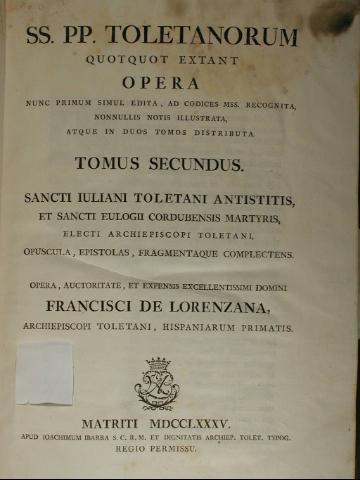 SS. PP. TOLETANORUM
QUOTQUOT EXTANT
OPERA
NUNC PRIMUM SIMUL EDITA, AD CODICES MSS. RECOGNITA,
NONNULLIS NOTIS ILLUSTRATA,
ATQUE IN DUOS TOMOS DISTRIBUTA.
TOMUS SECUNDUS.
SANCTI IULIANI TOLETANI ANTISTITIS,
ET SANCTI EULOGII CORDUBENSIS MARTYRIS,
ELECTI ARCHIEPISCOPI TOLETANI,
OPUSCULA, EPISTOLAS, FRAGMENTAQUE COMPLECTENS.
OPERA, AUCTORITATE, ET EXPENSIS EXCELLENTISSIMI DOMINI
FRANCISCI DE LORENZANA,
ARCHIEPISCOPI TOLETANI, HISPANIARUM PRIMATIS.
MATRITI MDCCLXXXV.
APUD IOACHIMUM IBARRA S. C. R. M. ET DIGNITATIS ARCHIEP. TOLET. TYPOG.
REGIO PERMISSU.